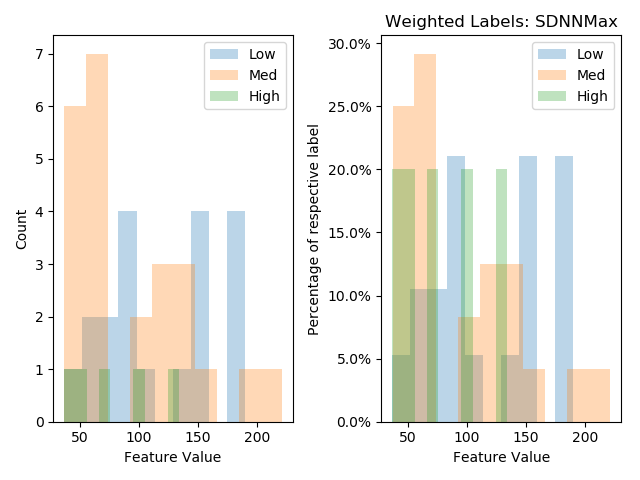 Weighted Labels: SDNNMax
7
6
5
4
3
2
1
0
Count
50 100 150 200
Feature Value
Low
Med
High
30.0%
25.0%
20.0%
15.0%
10.0%
5.0%
0.0%
Percentage of respective label
50 100 150 200
Feature Value
Low
Med
High